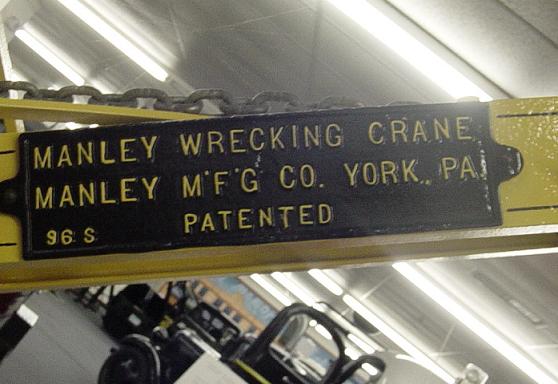 MANLEY WRECKING CRANE
MANLEY M'F'G CO. YORK, PA.
96 S PATENTED